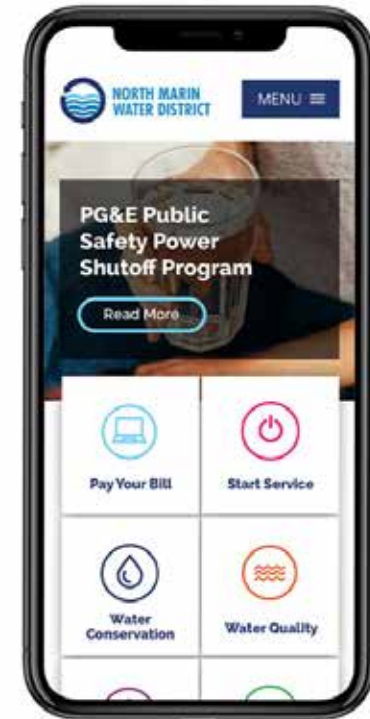 NORTH MARIN
WATER DISTRICT
MENU
PG&E Public
Safety Power
Shutoff Program
Read More
Pay Your Bill
Start Service
Water
Conservation
Water Quality